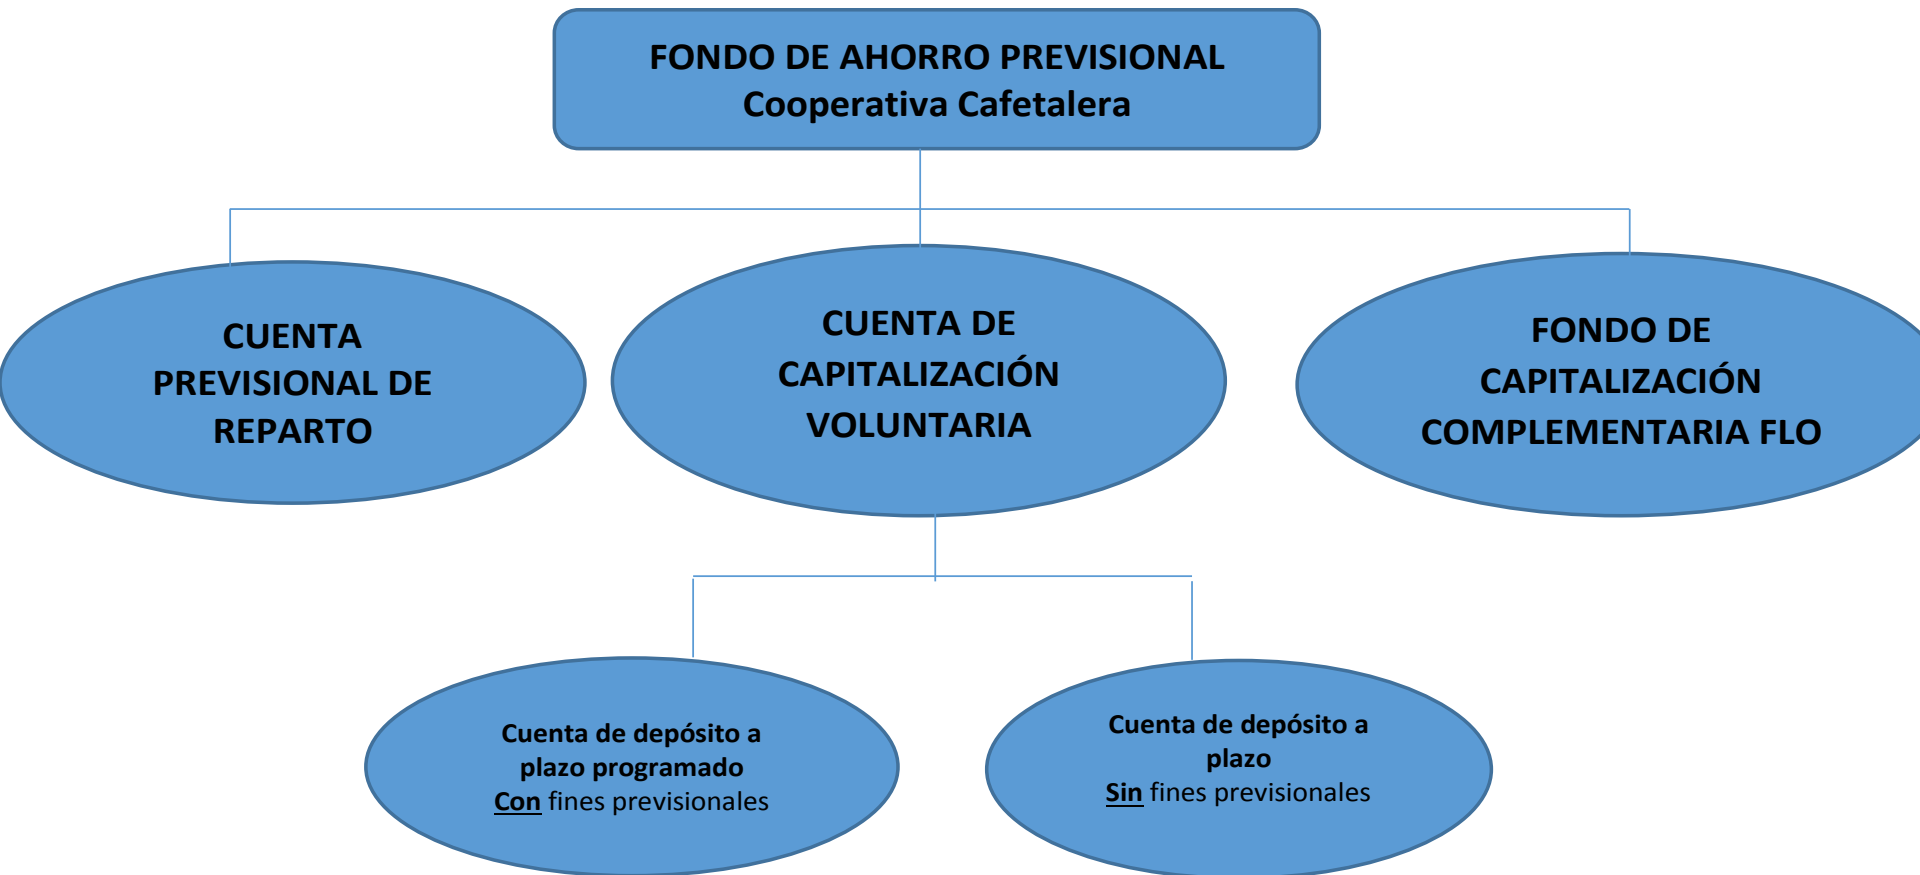 FONDO DE AHORRO PREVISIONAL
Cooperativa Cafetalera
CUENTA
PREVISIONAL DE
REPARTO
CUENTA DE
CAPITALIZACIÓN
VOLUNTARIA
FONDO DE
CAPITALIZACIÓN
COMPLEMENTARIA FLO
Cuenta de depósito a
plazo programado
Con fines previsionales
Cuenta de depósito a
plazo
Sin fines previsionales